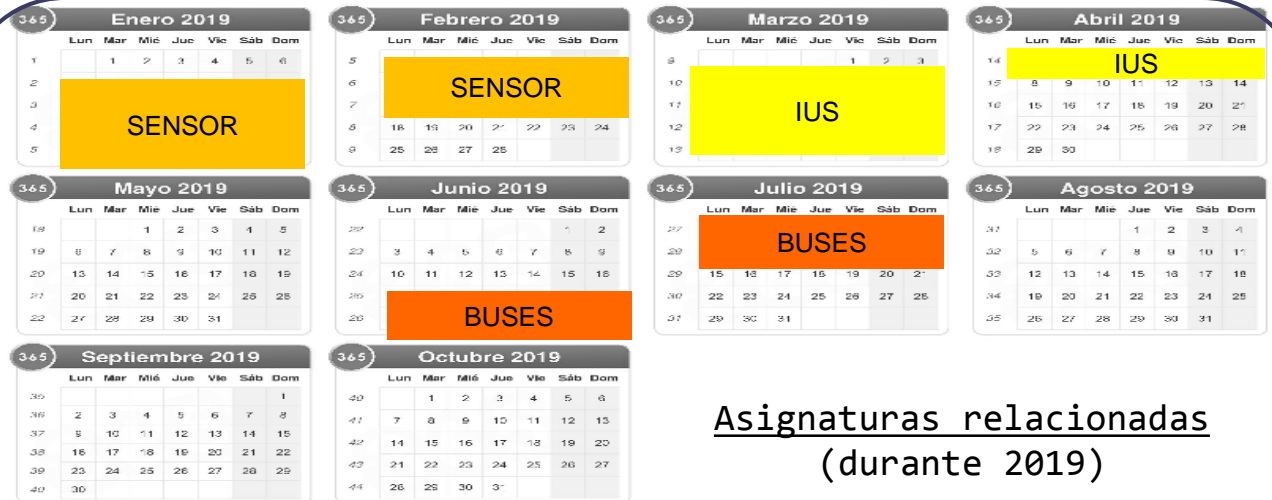 365 Enero 2019
Lun Mar Mié Jue Vie Sáb Dom
1 1 2 3 4 5 6
2
3
4
5
SENSOR
365 Febrero 2019
Lun Mar Mié Jue Vie Sáb Dom
5
6
7
SENSOR
8 18 19 20 21 22 23 24
9 25 26 27 28
365 Marzo 2019
Lun Mar Mié Jue Vie Sáb Dom
9 1 2 3
10
11
12
13
IUS
365 Abril 2019
Lun Mar Mié Jue Vie Sáb Dom
14 IUS
15 8 9 10 11 12 13 14
16 15 16 17 18 19 20 21
17 22 23 24 25 26 27 28
18 29 30
365 Mayo 2019
Lun Mar Mié Jue Vie Sáb Dom
18 1 2 3 4 5
19 6 7 8 9 10 11 12
20 13 14 15 16 17 18 19
21 20 21 22 23 24 25 26
22 27 28 29 30 31
365 Junio 2019
Lun Mar Mié Jue Vie Sáb Dom
22 1 2
23 3 4 5 6 7 8 9
24 10 11 12 13 14 15 16
25
26
BUSES
365 Julio 2019
Lun Mar Mié Jue Vie Sáb Dom
27
28
BUSES
29 15 16 17 18 19 20 21
30 22 23 24 25 26 27 28
31 29 30 31
365 Agosto 2019
Lun Mar Mié Jue Vie Sáb Dom
31 1 2 3 4
32 5 6 7 8 9 10 11
33 12 13 14 15 16 17 18
34 19 20 21 22 23 24 25
35 26 27 28 29 30 31
365 Septiembre 2019
Lun Mar Mié Jue Vie Sáb Dom
35 1
36 2 3 4 5 6 7 8
37 9 10 11 12 13 14 15
38 16 17 18 19 20 21 22
39 23 24 25 26 27 28 29
40 30
365 Octubre 2019
Lun Mar Mié Jue Vie Sáb Dom
40 1 2 3 4 5 6
41 7 8 9 10 11 12 13
42 14 15 16 17 18 19 20
43 21 22 23 24 25 26 27
44 28 29 30 31
Asignaturas relacionadas
(durante 2019)